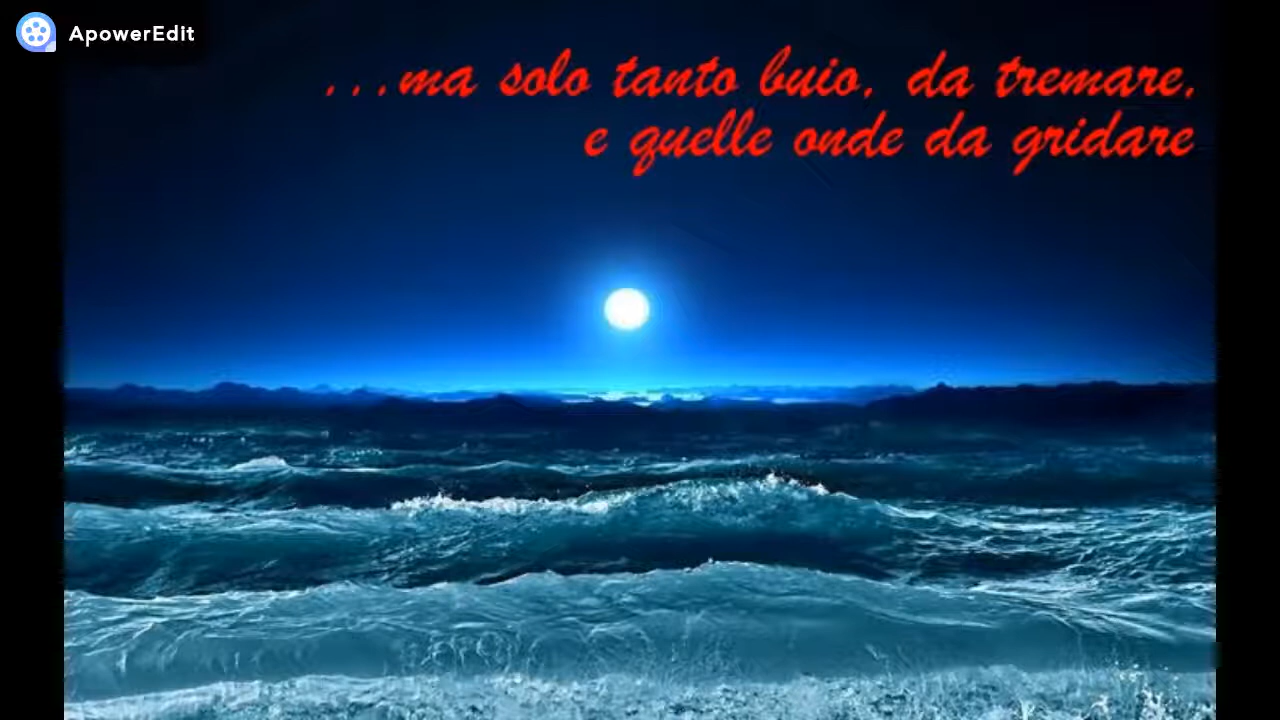 ApowerEdit
...ma solo tanto buio, da tremare,
e quelle onde da gridare